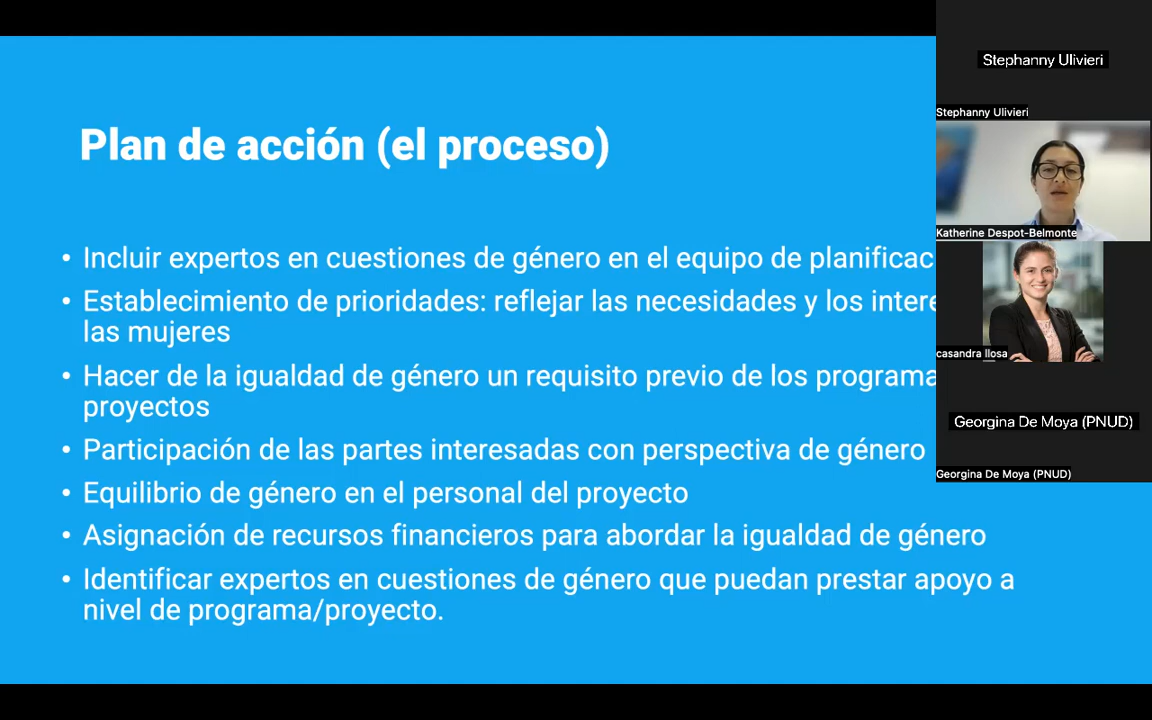 Plan de acción (el proceso)
Incluir expertos en cuestiones de género en el equipo de
Establecimiento de prioridades: reflejar las necesidades y los
las mujeres
Hacer de la igualdad de género un requisito previo de los
proyectos
Participación de las partes interesadas con perspectiva de género
Equilibrio de género en el personal del proyecto
Asignación de recursos financieros para abordar la igualdad de género
Identificar expertos en cuestiones de género que puedan prestar apoyo a
nivel de programa/proyecto.
Stephanny Ulivieri
Stephanny Ulivieri
Katherine Despot-Belmonte
casandra llosa
Georgina De Moya (PNUD)
Georgina De Moya (PNUD)